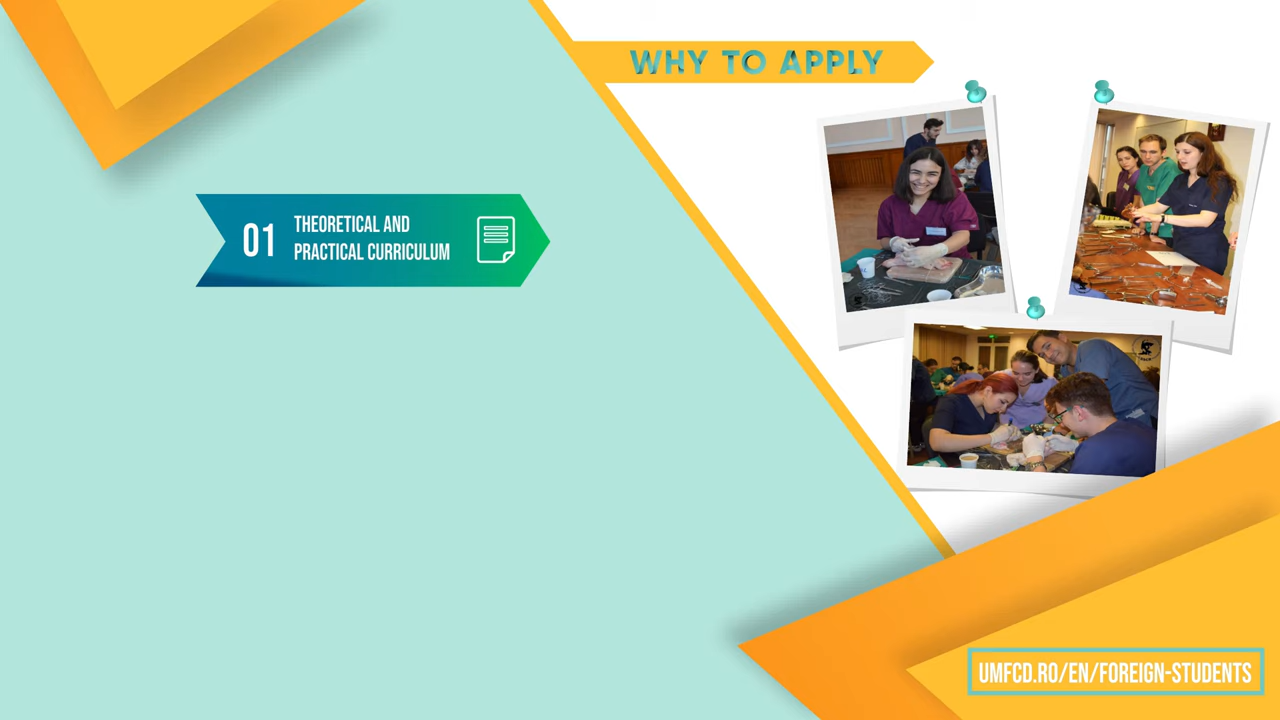 WHY TO APPLY
01
THEORETICAL AND
PRACTICAL CURRICULUM
UMFCD.RO/EN/FOREIGN-STUDENTS